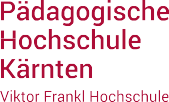 Pädagogische
Hochschule
Kärnten
Viktor Frankl Hochschule